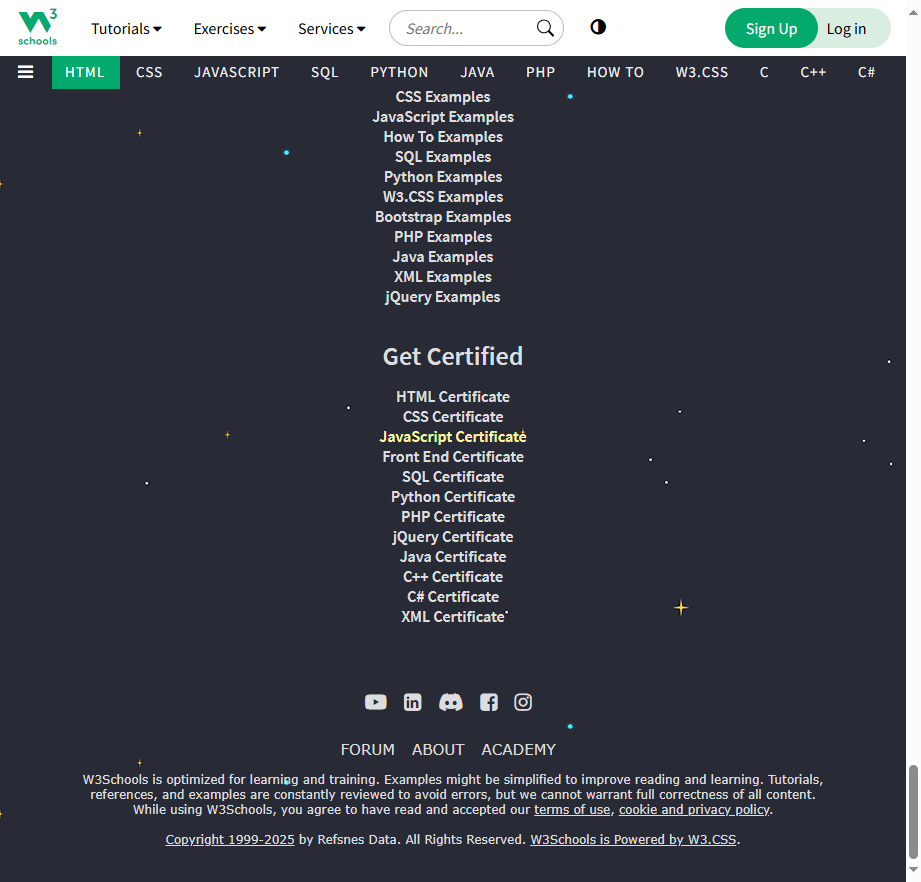 W3 schools
Tutorials Exercises Services Search... Sign Up Log in
HTML CSS JAVASCRIPT SQL PYTHON JAVA PHP HOW TO W3.CSS C C++ C#
CSS Examples
JavaScript Examples
How To Examples
SQL Examples
Python Examples
W3.CSS Examples
Bootstrap Examples
PHP Examples
Java Examples
XML Examples
jQuery Examples
Get Certified
HTML Certificate
CSS Certificate
JavaScript Certificate
Front End Certificate
SQL Certificate
Python Certificate
PHP Certificate
jQuery Certificate
Java Certificate
C++ Certificate
C# Certificate
XML Certificate
FORUM ABOUT ACADEMY
W3Schools is optimized for learning and training. Examples might be simplified to improve reading and learning. Tutorials,
references, and examples are constantly reviewed to avoid errors, but we cannot warrant full correctness of all content.
While using W3Schools, you agree to have read and accepted our terms of use, cookie and privacy policy.
Copyright 1999-2025 by Refsnes Data. All Rights Reserved. W3Schools is Powered by W3.CSS.